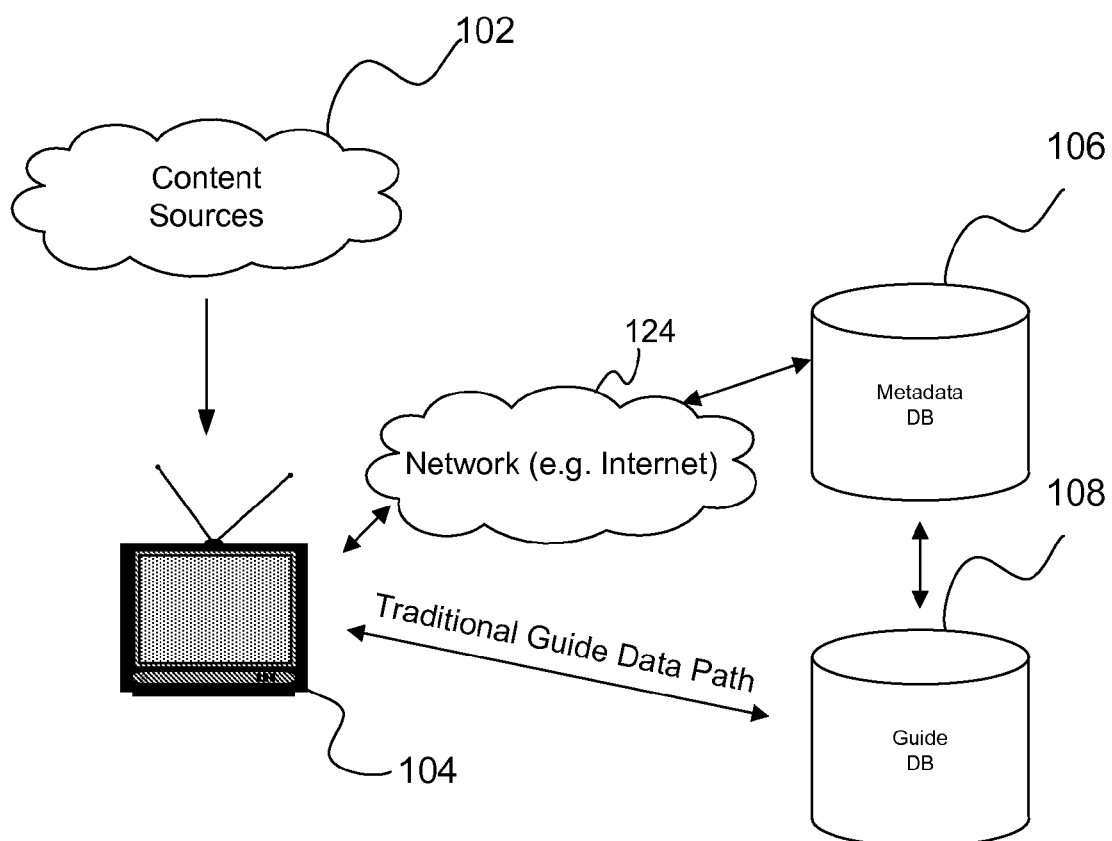 102
Content
Sources
106
124
Metadata
DB
Network (e.g. Internet)
108
Traditional Guide Data Path
Guide
DB
104